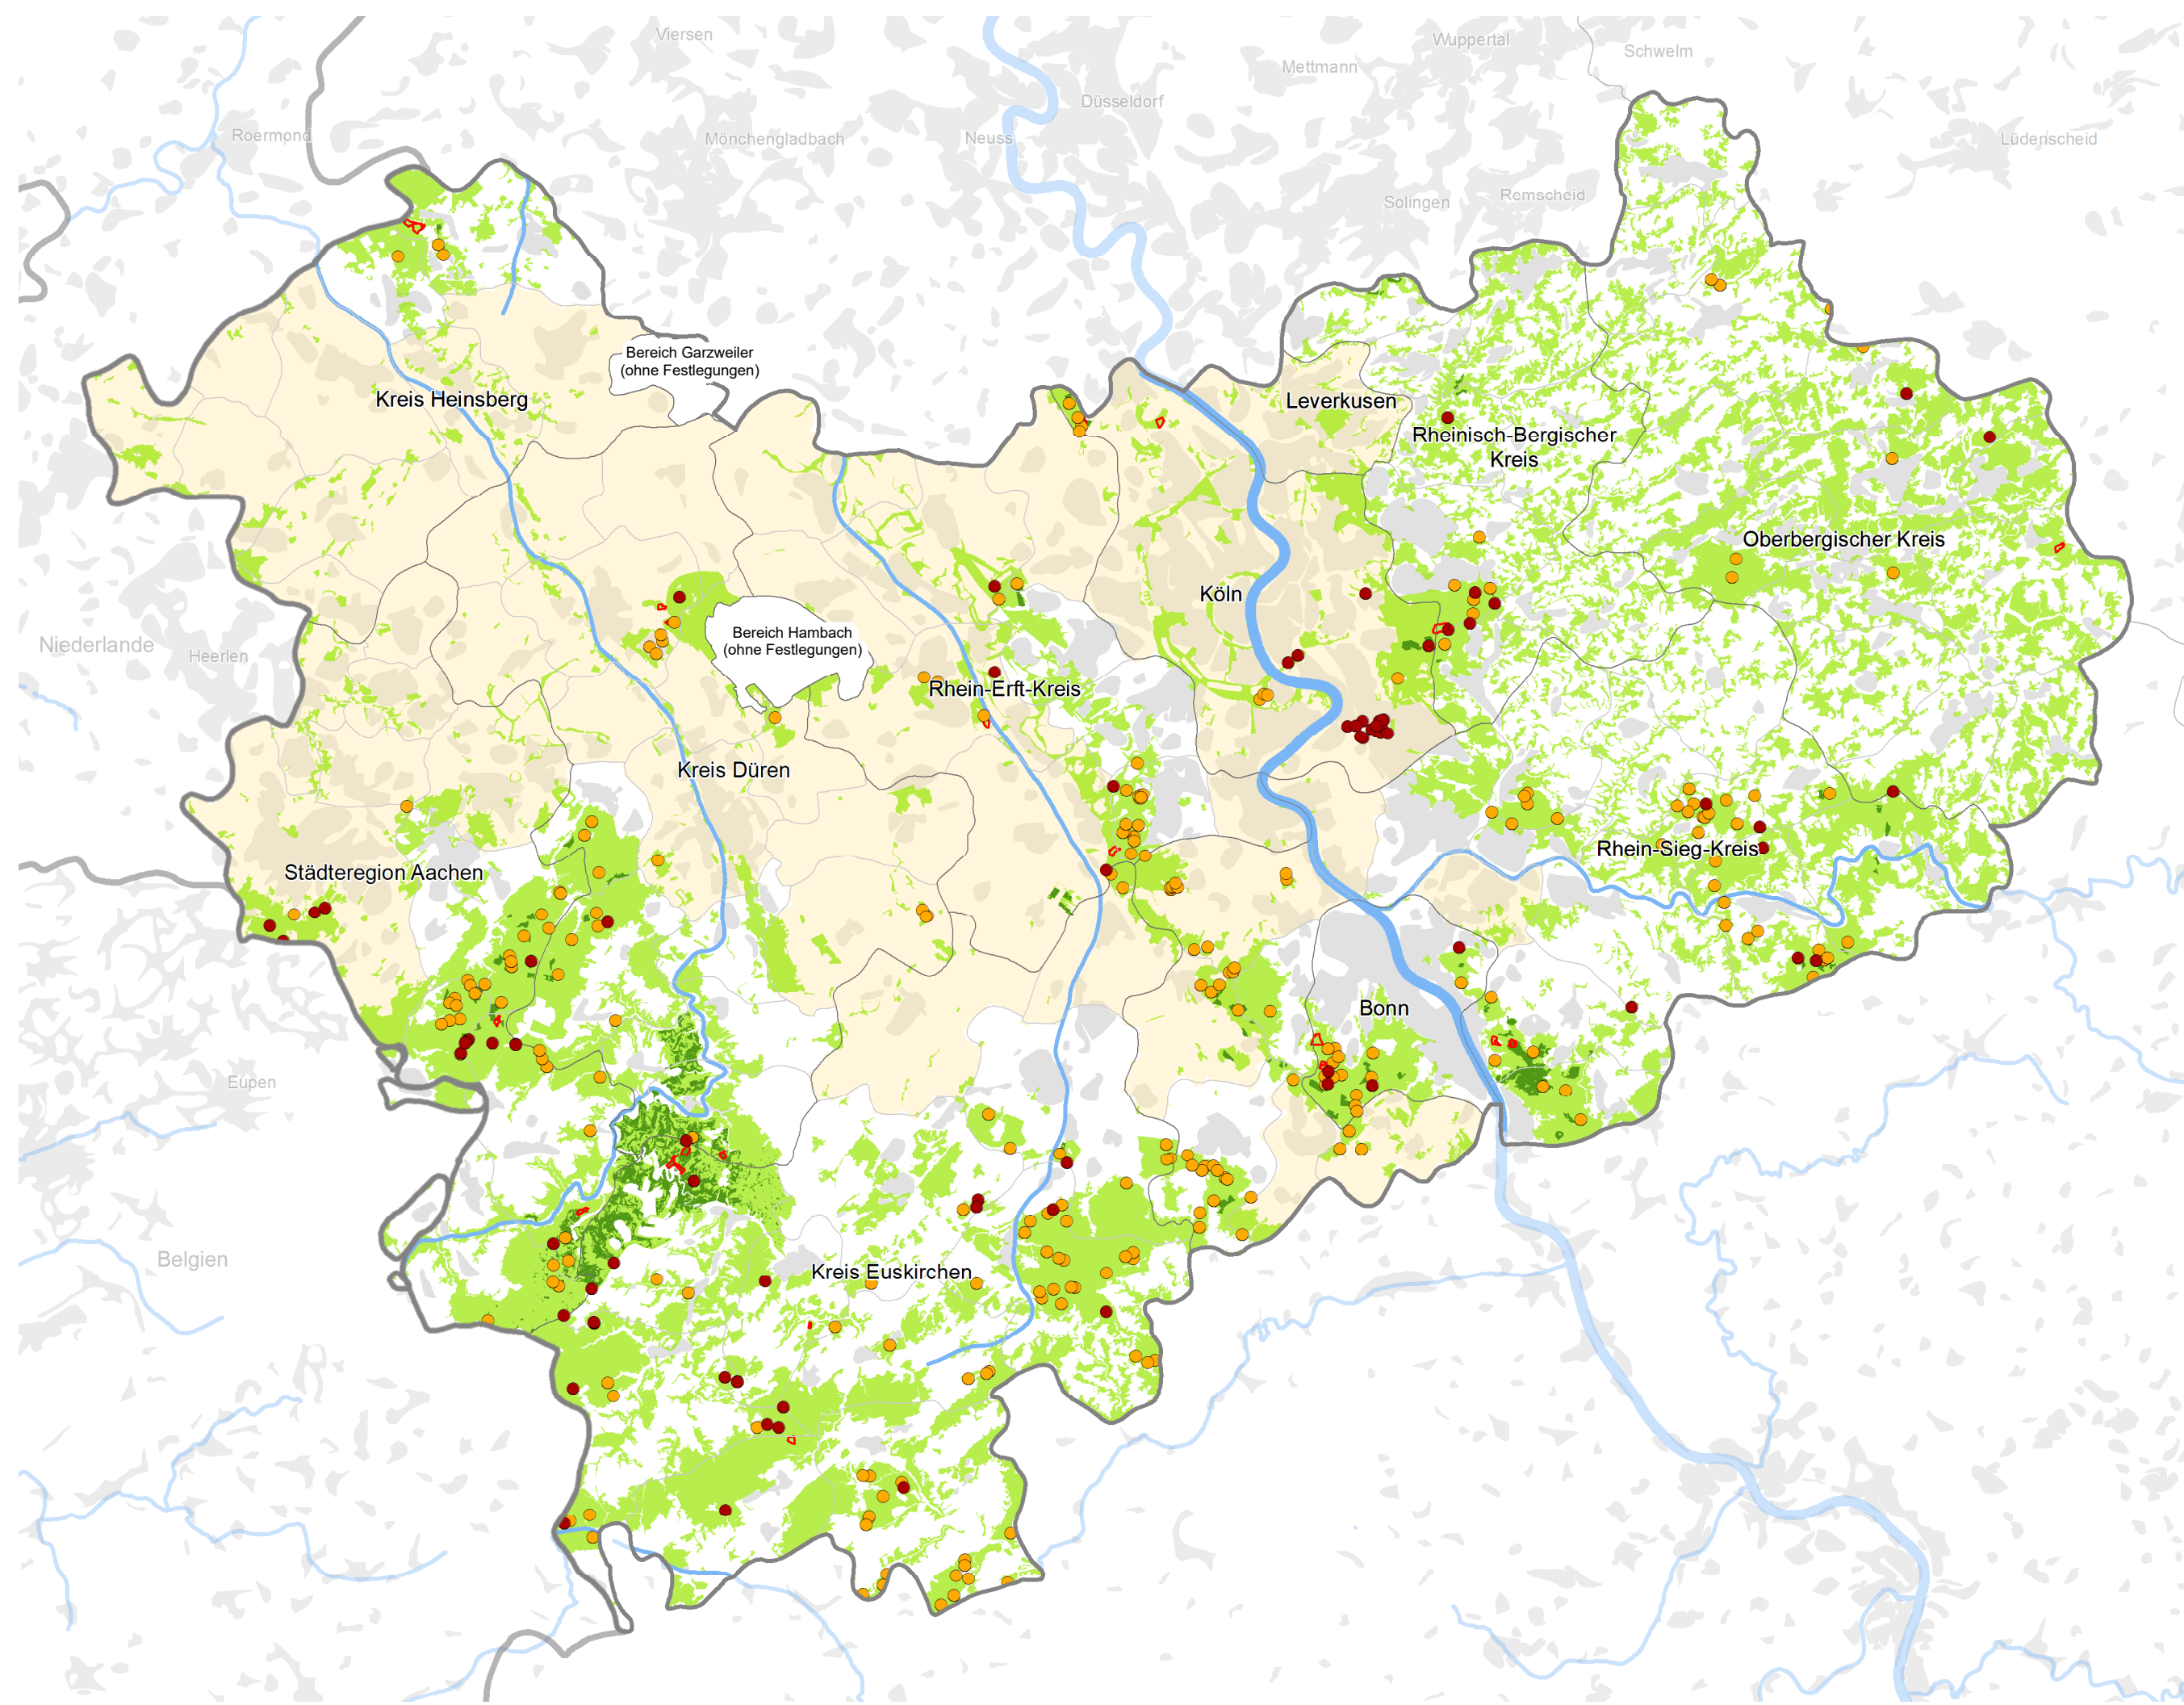 Viersen
Wuppertal
Schwelm
Mettmann
Düsseldorf
Roermond
Mönchengladbach
Neuss
Lüdenscheid
Remscheid
Solingen
Bereich Garzweiler
(ohne Festlegungen)
Kreis Heinsberg
Leverkusen
Rheinisch-Bergischer
Kreis
Oberbergischer Kreis
Köln
Niederlande
Heerlen
Bereich Hambach
(ohne Festlegungen)
Rhein-Erft-Kreis
Kreis Düren
Rhein-Sieg-Kreis
Städteregion Aachen
Bonn
Eupen
Belgien
Kreis Euskirchen